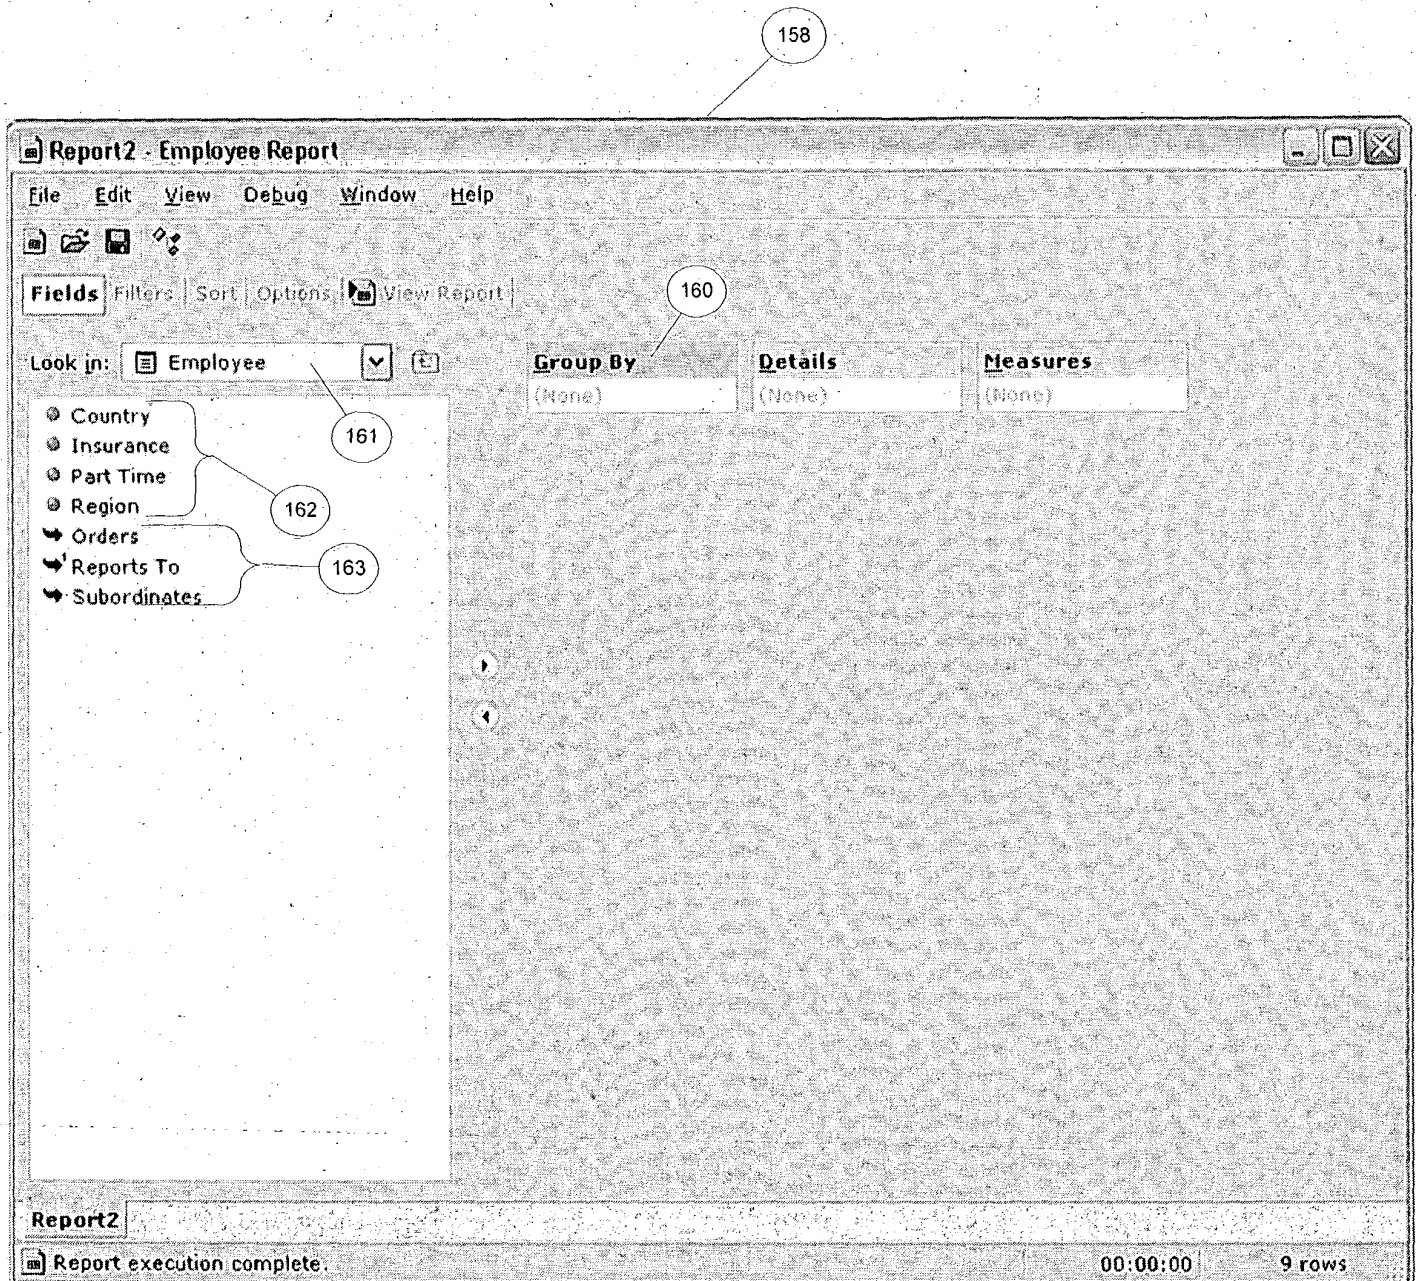 158
Report2 - Employee Report
File Edit View Debug Window Help
Fields Filters Sort Options View Report
160
Look in: Employee
Group By Details Measures
(None) (None) (None)
Country
161
Insurance
Part Time
Region
162
Orders
Reports To
163
Subordinates
Report2
Report execution complete. 00:00:00 9 rows